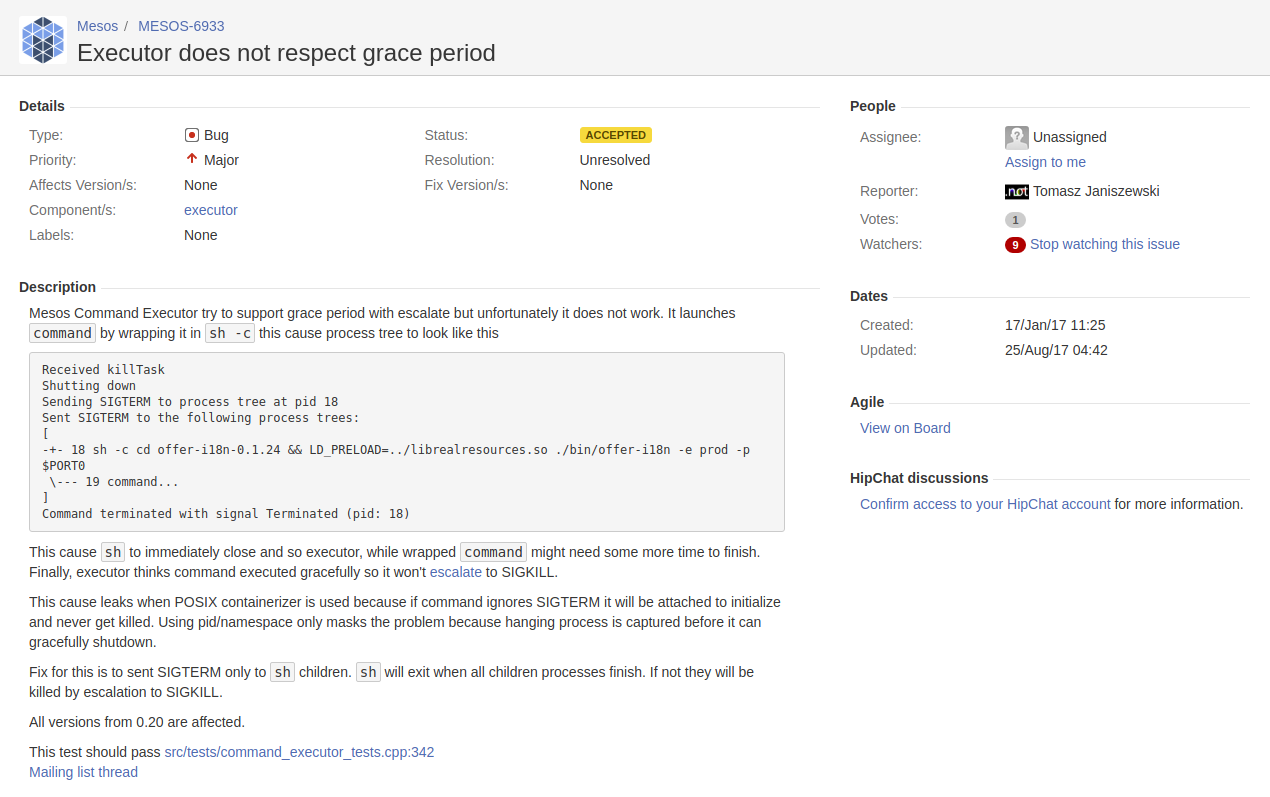 Mesos / MESOS-6933
Executor does not respect grace period
Details
Type: Bug Status: ACCEPTED
Priority: Major Resolution: Unresolved
Affects Version/s: None Fix Version/s: None
Component/s: executor
Labels: None
Description
Mesos Command Executor try to support grace period with escalate but unfortunately it does not work. It launches
command by wrapping it in sh -c this cause process tree to look like this
Received killTask
Shutting down
Sending SIGTERM to process tree at pid 18
Sent SIGTERM to the following process trees:
[
-+- 18 sh -c cd offer-i18n-0.1.24 && LD_PRELOAD=../librealresources.so ./bin/offer-i18n -e prod -p
$PORT0
 \--- 19 command...
]
Command terminated with signal Terminated (pid: 18)
This cause sh to immediately close and so executor, while wrapped command might need some more time to finish.
Finally, executor thinks command executed gracefully so it won't escalate to SIGKILL.
This cause leaks when POSIX containerizer is used because if command ignores SIGTERM it will be attached to initialize
and never get killed. Using pid/namespace only masks the problem because hanging process is captured before it can
gracefully shutdown.
Fix for this is to sent SIGTERM only to sh children. sh will exit when all children processes finish. If not they will be
killed by escalation to SIGKILL.
All versions from 0.20 are affected.
This test should pass src/tests/command_executor_tests.cpp:342
Mailing list thread
People
Assignee: Unassigned
Assign to me
Reporter: .not Tomasz Janiszewski
Votes: 1
Watchers: 9 Stop watching this issue
Dates
Created: 17/Jan/17 11:25
Updated: 25/Aug/17 04:42
Agile
View on Board
HipChat discussions
Confirm access to your HipChat account for more information.